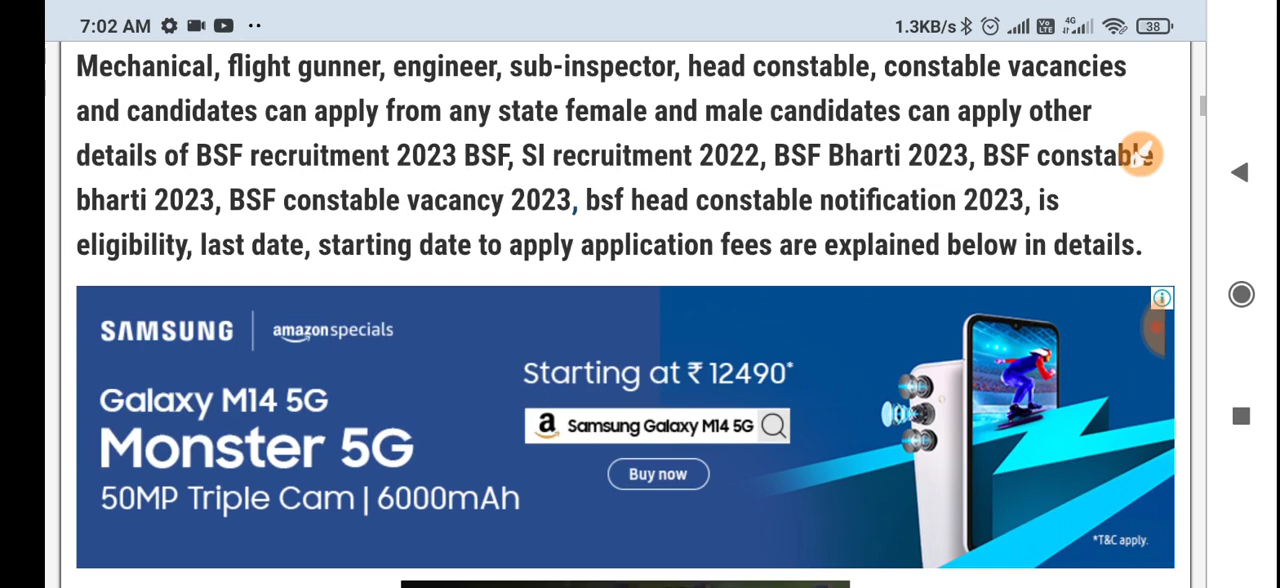 7:02 AM
1.3KB/s Vo LTE 4G 38
Mechanical, flight gunner, engineer, sub-inspector, head constable, constable vacancies
and candidates can apply from any state female and male candidates can apply other
details of BSF recruitment 2023 BSF, SI recruitment 2022, BSF Bharti 2023, BSF constable
bharti 2023, BSF constable vacancy 2023, bsf head constable notification 2023, is
eligibility, last date, starting date to apply application fees are explained below in details.
SAMSUNG | amazon specials
Galaxy M14 5G
Monster 5G
50MP Triple Cam | 6000mAh
Starting at ₹ 12490*
a Samsung Galaxy M14 5G
Buy now
*T&C apply.